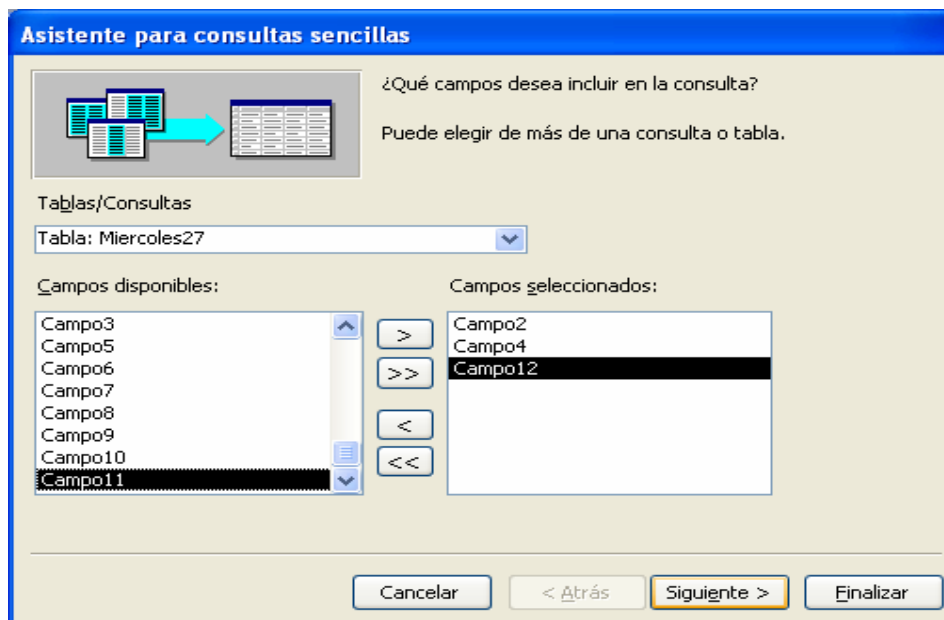 Asistente para consultas sencillas
¿Qué campos desea incluir en la consulta?
Puede elegir de más de una consulta o tabla.
Tablas/Consultas
Tabla: Miercoles27
Campos disponibles:
Campo3
Campo5
Campo6
Campo7
Campo8
Campo9
Campo10
Campo11
>
>>
<
<<
Campos seleccionados:
Campo2
Campo4
Campo12
Cancelar
< Atrás
Siguiente >
Finalizar